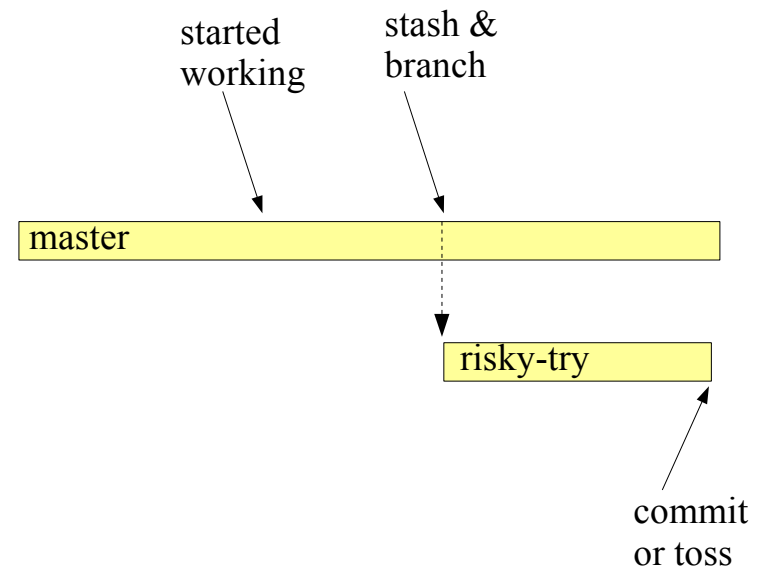 started
working
stash &
branch
master
risky-try
commit
or toss